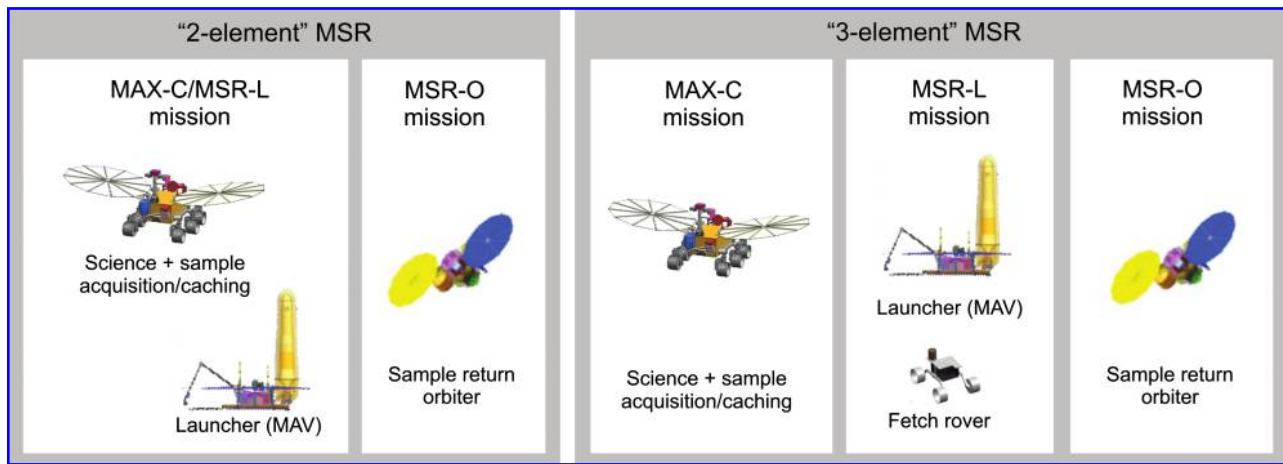 “2-element” MSR
MAX-C/MSR-L
mission
Science + sample
acquisition/caching
Launcher (MAV)
MSR-O
mission
Sample return
orbiter
“3-element” MSR
MAX-C
mission
Science + sample
acquisition/caching
MSR-L
mission
Launcher (MAV)
Fetch rover
MSR-O
mission
Sample return
orbiter